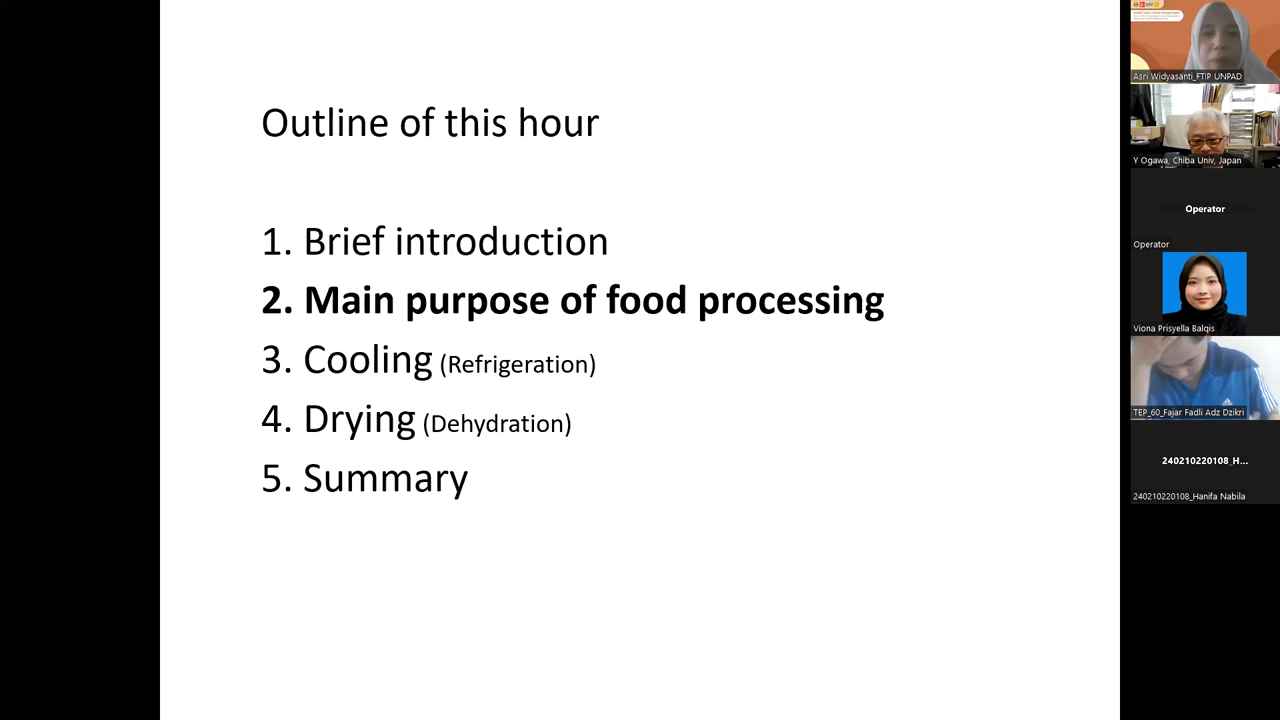 Outline of this hour
1. Brief introduction
2. Main purpose of food processing
3. Cooling (Refrigeration)
4. Drying (Dehydration)
5. Summary
Asri Widyasanti_FTIP UNPAD
Y Ogawa, Chiba Univ, Japan
Operator
Operator
Viona Prisyella Balqis
TEP_60_Fajar Fadli Adz Dzikri
240210220108_H...
240210220108_Hanifa Nabila